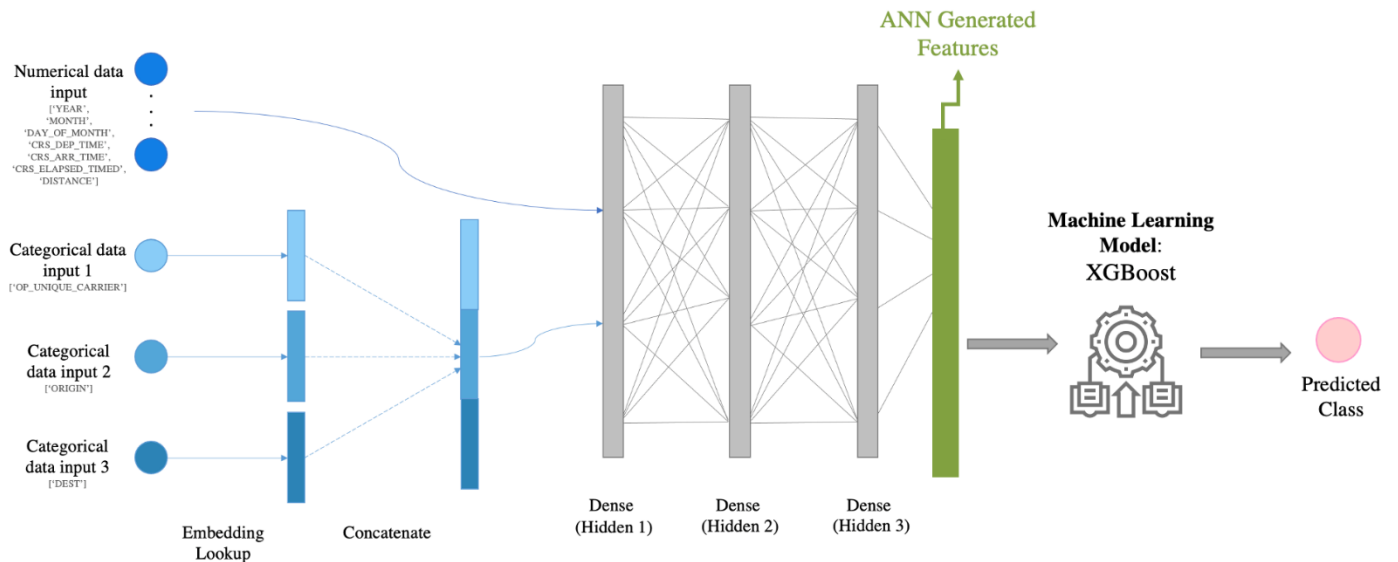 ANN Generated
Features
Numerical data
input
[‘YEAR’,
‘MONTH’,
‘DAY_OF_MONTH’,
‘CRS_DEP_TIME’,
‘CRS_ARR_TIME’,
‘CRS_ELAPSED_TIMED’,
‘DISTANCE’]
Categorical data
input 1
[‘OP_UNIQUE_CARRIER’]
Categorical
data input 2
[‘ORIGIN’]
Categorical
data input 3
[‘DEST’]
Embedding
Lookup
Concatenate
Dense
(Hidden 1)
Dense
(Hidden 2)
Dense
(Hidden 3)
Machine Learning
Model:
XGBoost
Predicted
Class